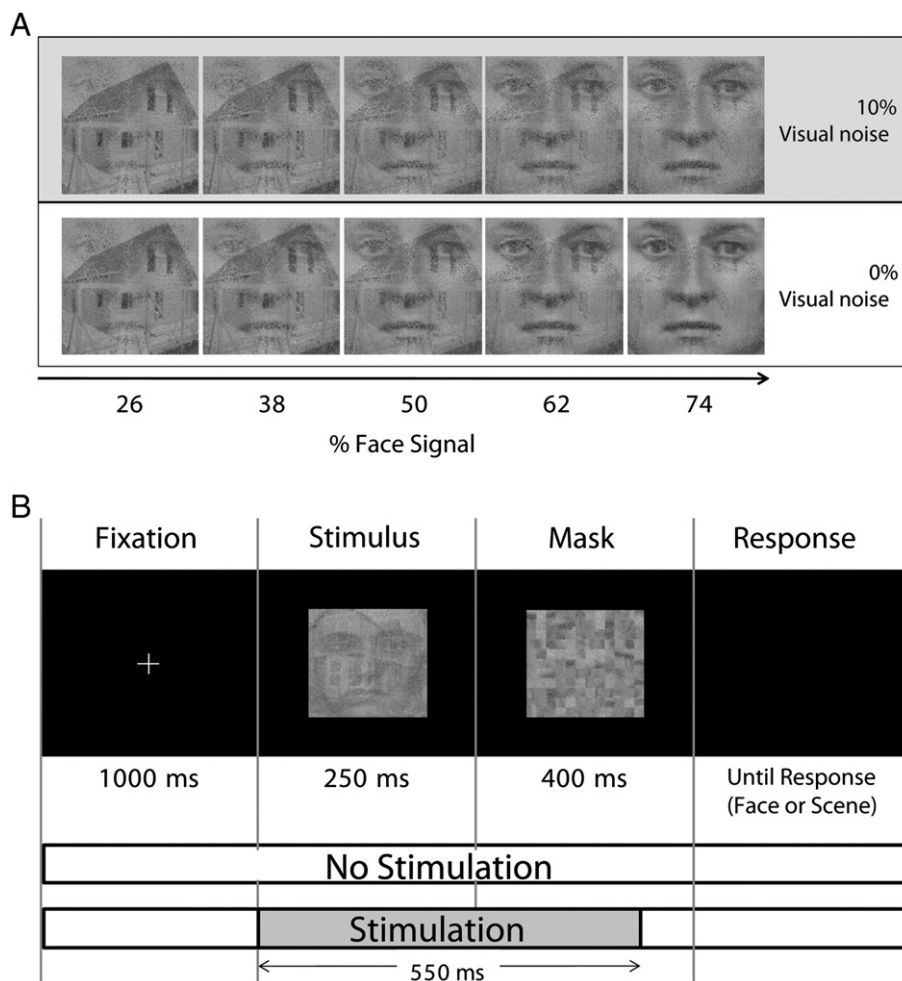 A
10%
Visual noise
0%
Visual noise
26 38 50 62 74
% Face Signal
B
Fixation Stimulus Mask Response
1000 ms 250 ms 400 ms Until Response
(Face or Scene)
No Stimulation
Stimulation
550 ms